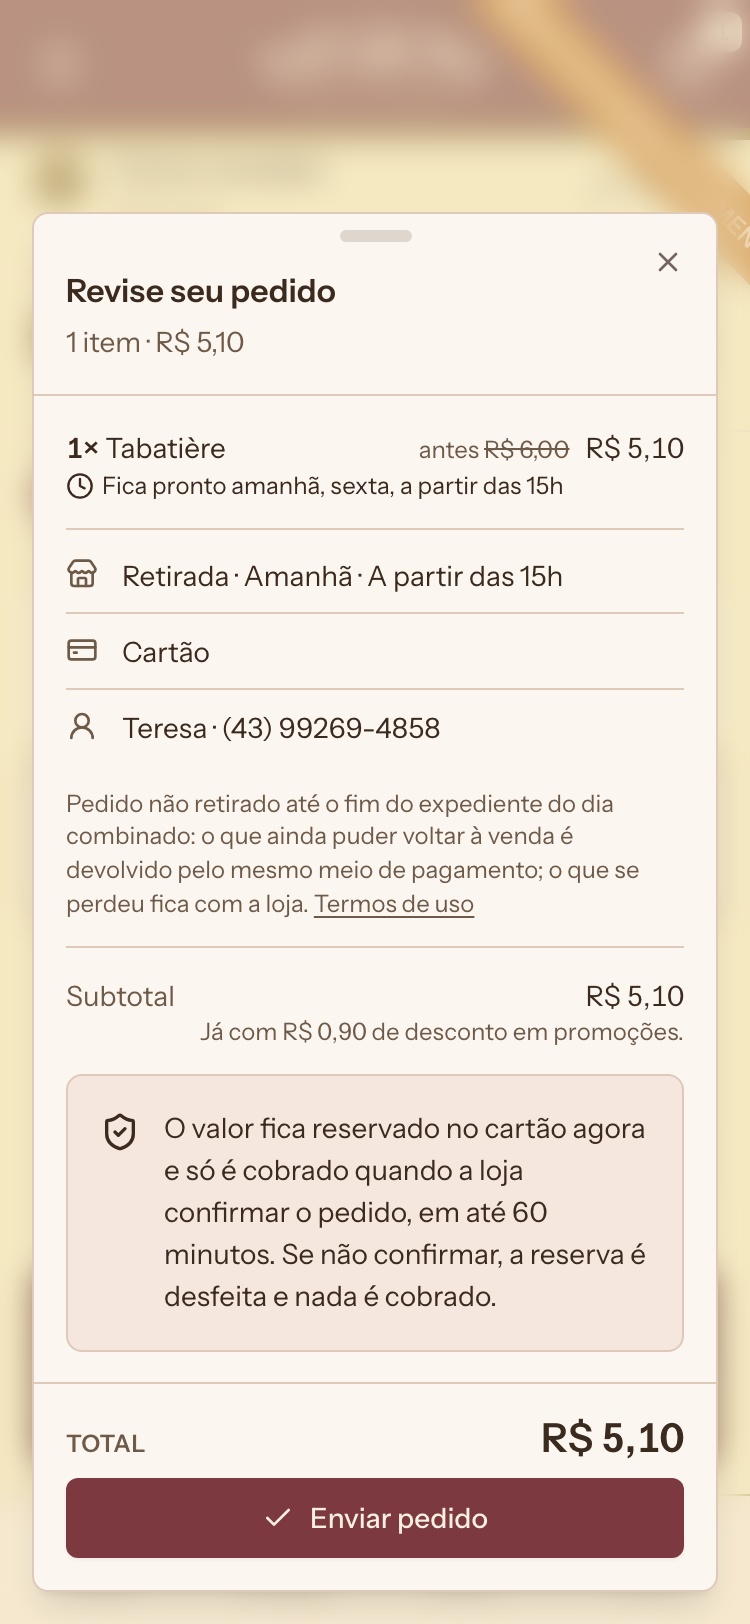 Revise seu pedido
1 item · R$ 5,10
1× Tabatière antes R$ 6,00 R$ 5,10
Fica pronto amanhã, sexta, a partir das 15h
Retirada · Amanhã · A partir das 15h
Cartão
Teresa · (43) 99269-4858
Pedido não retirado até o fim do expediente do dia
combinado: o que ainda puder voltar à venda é
devolvido pelo mesmo meio de pagamento; o que se
perdeu fica com a loja. Termos de uso
Subtotal R$ 5,10
Já com R$ 0,90 de desconto em promoções.
O valor fica reservado no cartão agora
e só é cobrado quando a loja
confirmar o pedido, em até 60
minutos. Se não confirmar, a reserva é
desfeita e nada é cobrado.
TOTAL R$ 5,10
Enviar pedido